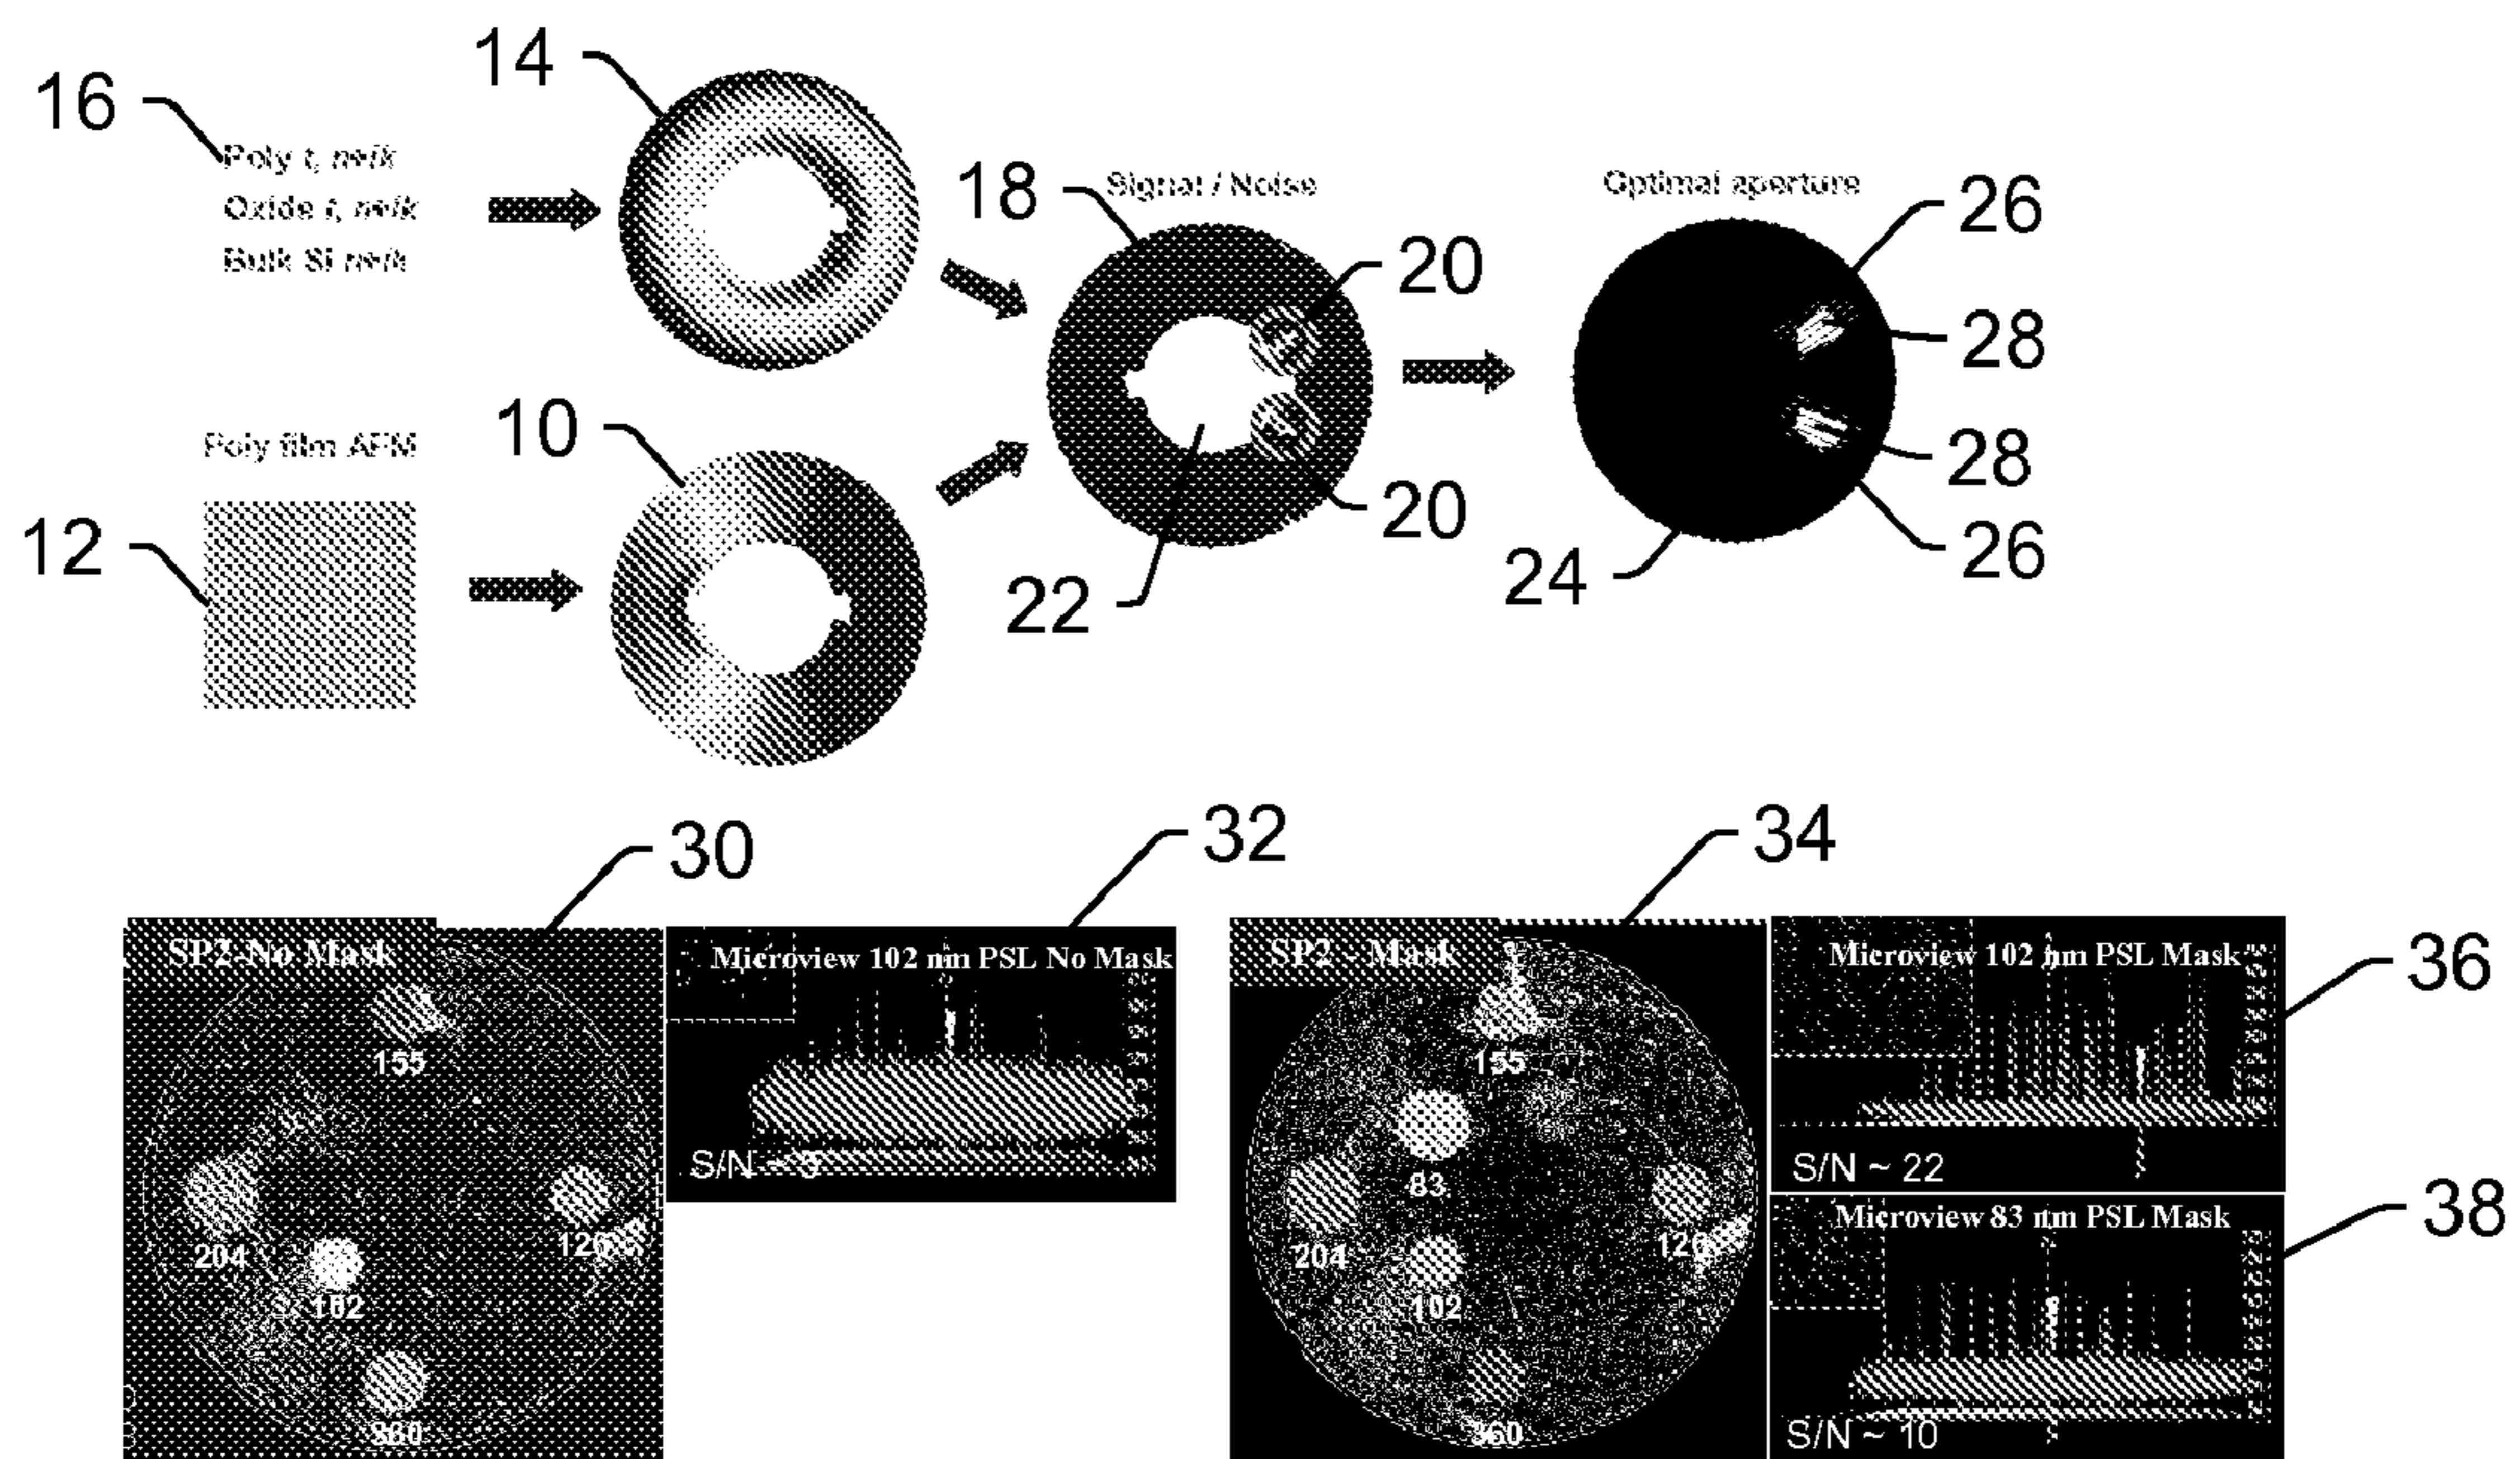 14
16
Poly t, n+ik
Oxide t, n+ik
Bulk Si n+ik
18
Signal / Noise
Optimal aperture
26
20
28
Poly film AFM
10
12
20
22
28
24
26
30
32
34
SP2-No Mask
Microview 102 nm PSL No Mask
SP2 - Mask
Microview 102 nm PSL Mask
36
155
155
83
S/N ~
S/N ~ 22
204
126
204
126
Microview 83 nm PSL Mask
38
102
102
360
360
S/N ~ 10